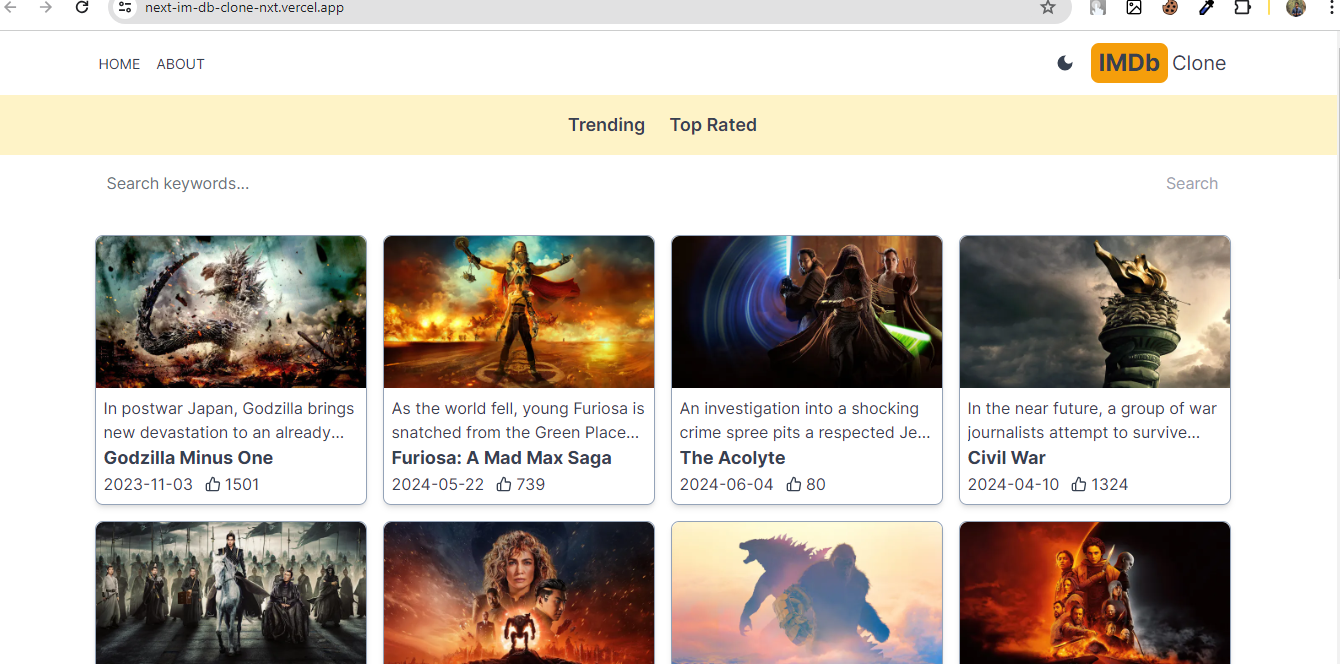 next-im-db-clone-nxt.vercel.app
HOME ABOUT IMDb Clone
Trending Top Rated
Search keywords... Search
In postwar Japan, Godzilla brings
new devastation to an already...
Godzilla Minus One
2023-11-03 1501
As the world fell, young Furiosa is
snatched from the Green Place...
Furiosa: A Mad Max Saga
2024-05-22 739
An investigation into a shocking
crime spree pits a respected Je...
The Acolyte
2024-06-04 80
In the near future, a group of war
journalists attempt to survive...
Civil War
2024-04-10 1324